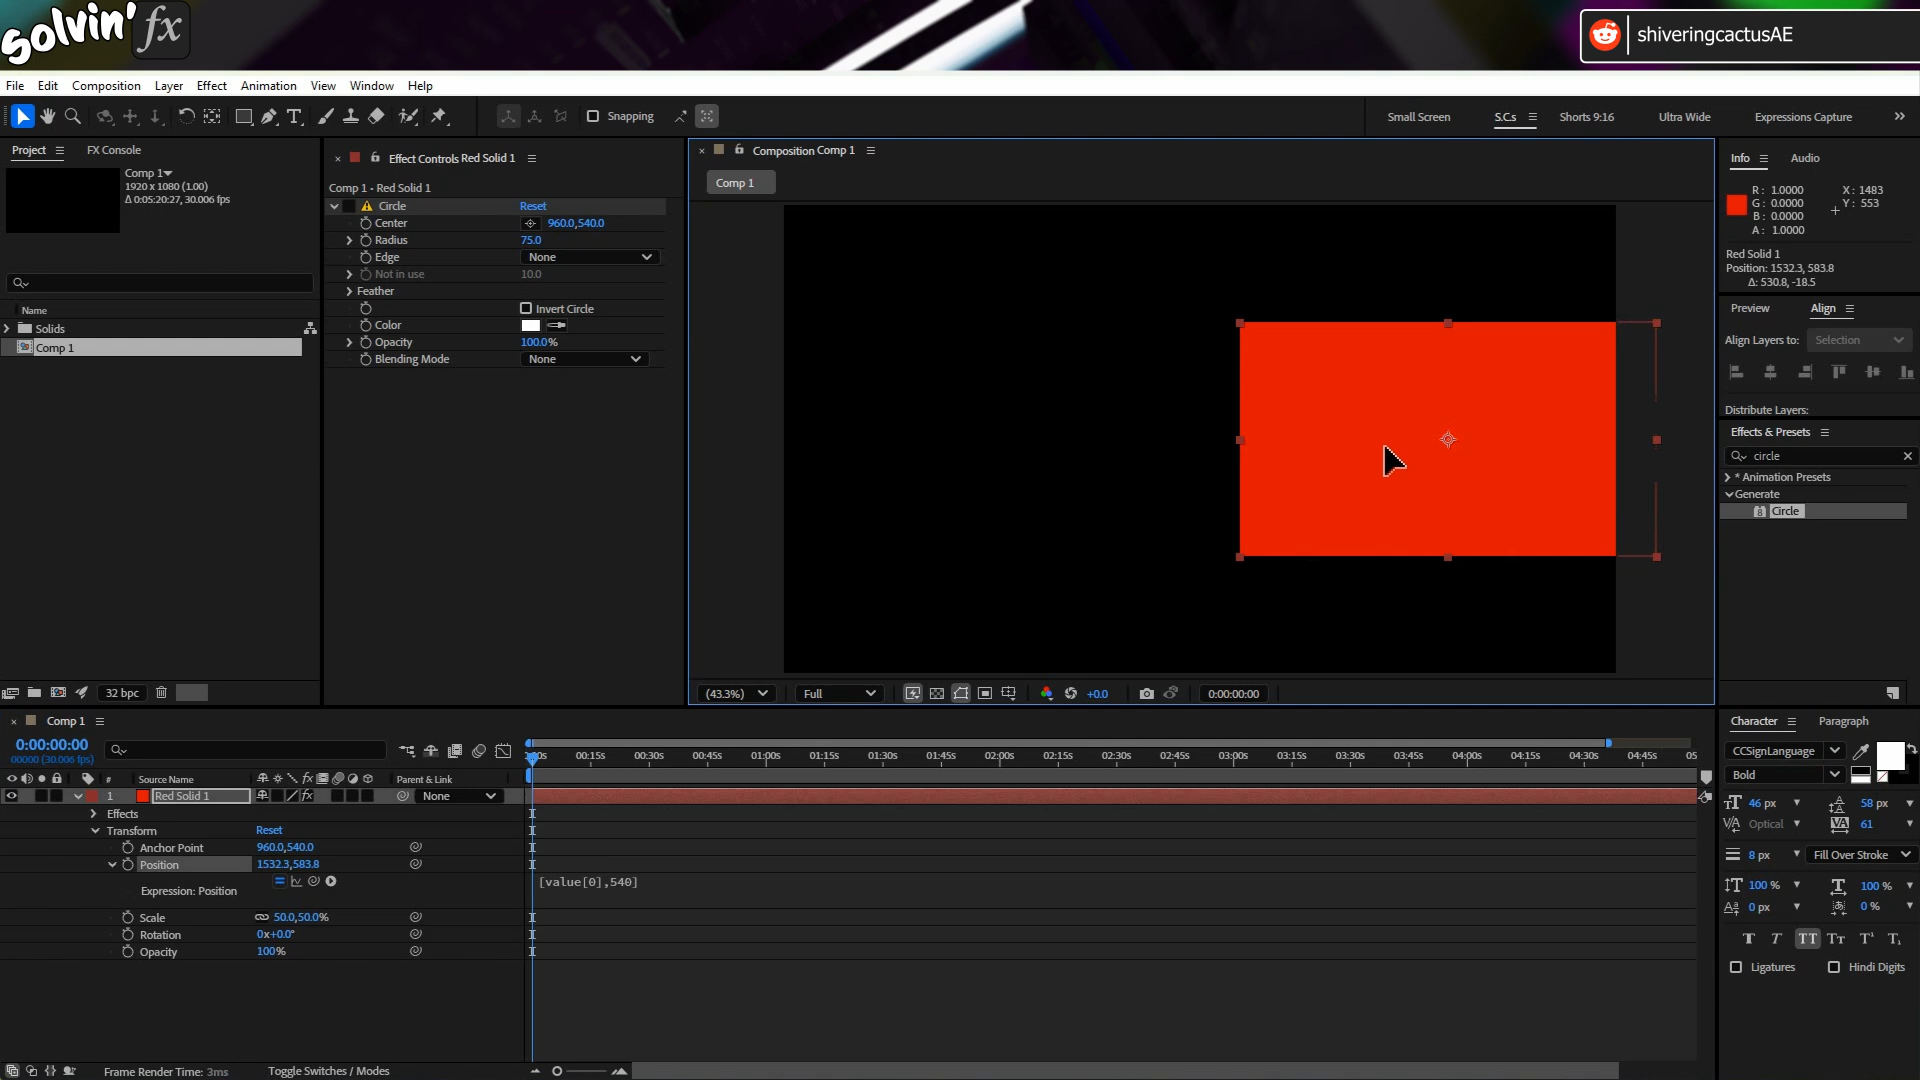 solvin' fx
shiveringcactusAE
File Edit Composition Layer Effect Animation View Window Help
Snapping
Small Screen S.C.s Shorts 9:16 Ultra Wide Expressions Capture
Project FX Console
Comp 1
1920 x 1080 (1.00)
Δ 0:05:20:27, 30.006 fps
Name
Solids
Comp 1
32 bpc
Effect Controls Red Solid 1
Comp 1 • Red Solid 1
Circle Reset
Center 960.0,540.0
Radius 75.0
Edge None
Not in use 10.0
Feather
Invert Circle
Color
Opacity 100.0%
Blending Mode None
Composition Comp 1
Comp 1
(43.3%) Full +0.0 0:00:00:00
Info Audio
R : 1.0000 X : 1483
G : 0.0000 Y : 553
B : 0.0000
A : 1.0000
Red Solid 1
Position: 1532.3, 583.8
Δ: 530.8, -18.5
Preview Align
Align Layers to: Selection
Distribute Layers:
Effects & Presets
circle
* Animation Presets
Generate
Circle
Comp 1
0:00:00:00
00000 (30.006 fps)
:00s 00:15s 00:30s 00:45s 01:00s 01:15s 01:30s 01:45s 02:00s 02:15s 02:30s 02:45s 03:00s 03:15s 03:30s 03:45s 04:00s 04:15s 04:30s 04:45s 05
# Source Name fx Parent & Link
1 Red Solid 1 fx None
Effects
Transform Reset
Anchor Point 960.0,540.0
Position 1532.3,583.8
Expression: Position [value[0],540]
Scale 50.0,50.0%
Rotation 0x+0.0°
Opacity 100%
Frame Render Time: 3ms Toggle Switches / Modes
Character Paragraph
CCSignLanguage
Bold
46 px 58 px
Optical 61
8 px Fill Over Stroke
100 % 100 %
0 px 0 %
T T TT Tt T¹ T₁
Ligatures Hindi Digits